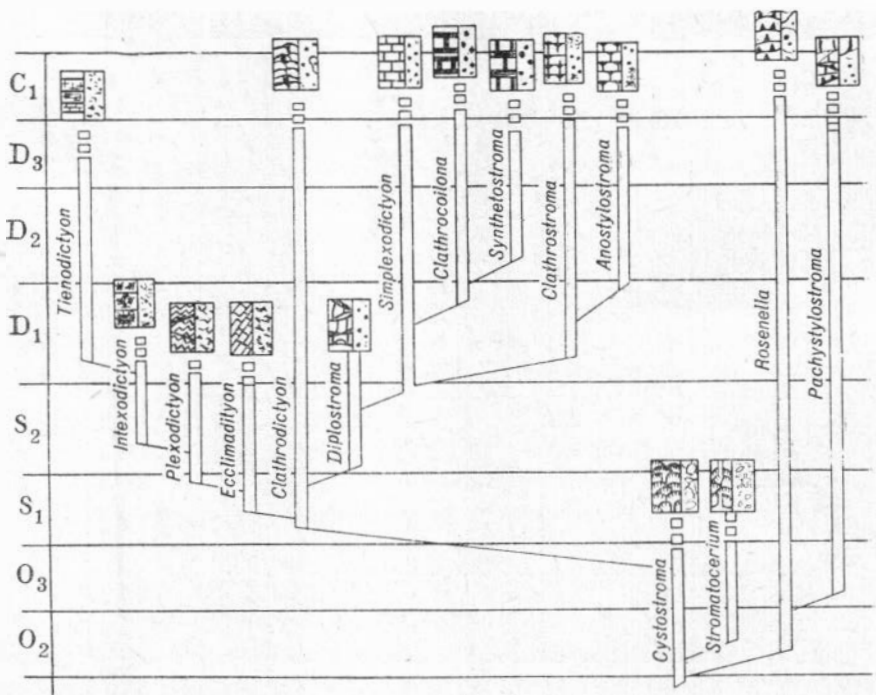 C1
D3
D2
D1
S2
S1
O3
O2
Tienodictyon
Intexodictyon
Plexodictyon
Ecclimadityon
Clathrodictyon
Diplostroma
Simplexodictyon
Clathrocoilona
Synthetostroma
Clathrostroma
Anostylostroma
Cystostroma
Stromatocerium
Rosenella
Pachystylostroma